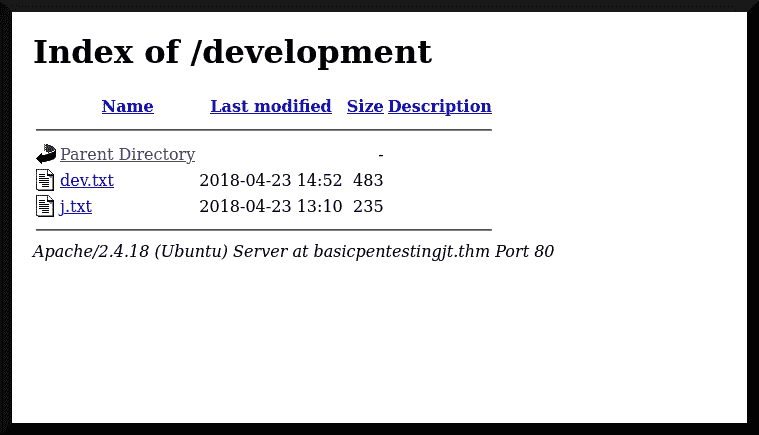 Index of /development
Name Last modified Size Description
Parent Directory -
dev.txt 2018-04-23 14:52 483
j.txt 2018-04-23 13:10 235
Apache/2.4.18 (Ubuntu) Server at basicpentestingjt.thm Port 80